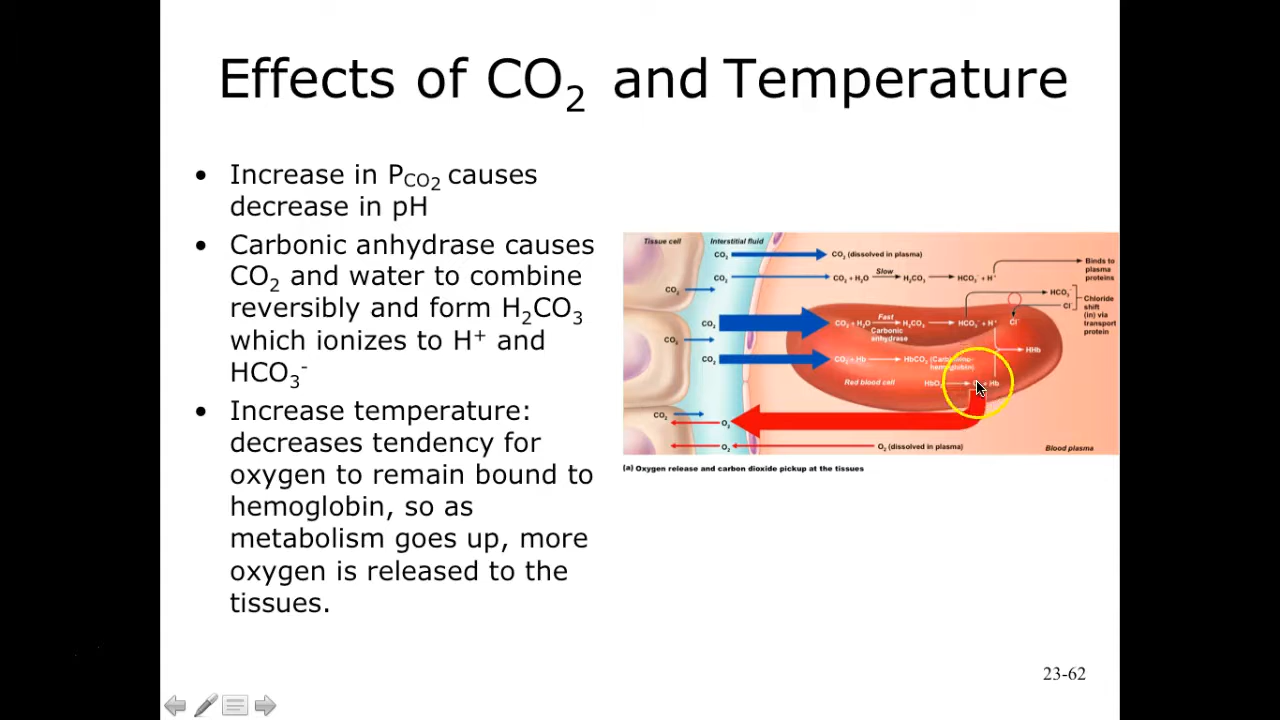 Effects of CO₂ and Temperature
• Increase in PCO₂ causes
decrease in pH
• Carbonic anhydrase causes
CO₂ and water to combine
reversibly and form H₂CO₃
which ionizes to H⁺ and
HCO₃⁻
• Increase temperature:
decreases tendency for
oxygen to remain bound to
hemoglobin, so as
metabolism goes up, more
oxygen is released to the
tissues.
Tissue cell
Interstitial fluid
CO₂
CO₂ (dissolved in plasma)
CO₂
CO₂ + H₂O
Slow
H₂CO₃
HCO₃⁻ + H⁺
Binds to
plasma
proteins
CO₂
HCO₃⁻
Cl⁻
Chloride
shift
(in) via
transport
protein
CO₂
CO₂ + H₂O
Fast
Carbonic
anhydrase
H₂CO₃
HCO₃⁻ + H⁺
Cl⁻
CO₂
HHb
CO₂
CO₂ + Hb
HbCO₂ (Carbamino-
hemoglobin)
Red blood cell
HbO₂
+ Hb
CO₂
O₂
O₂
O₂ (dissolved in plasma)
Blood plasma
(a) Oxygen release and carbon dioxide pickup at the tissues
23-62